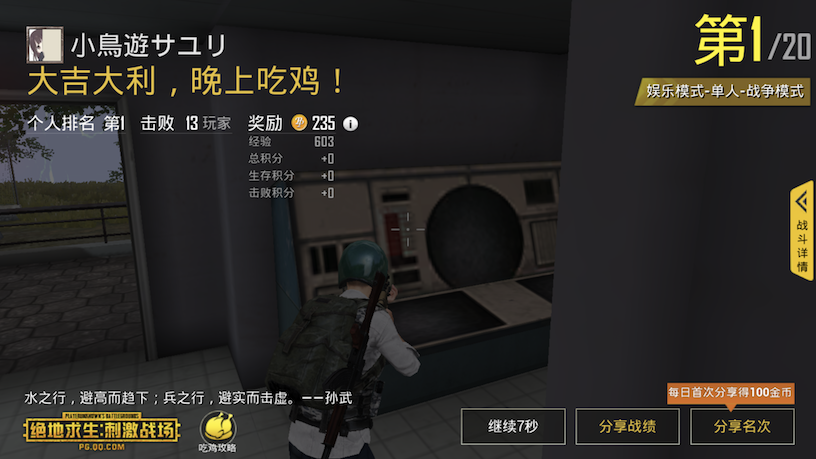 小鳥遊サユリ
大吉大利，晚上吃鸡！
第1/20
娱乐模式-单人-战争模式
个人排名 第1 击败 13 玩家 奖励 235
经验 603
总积分 +0
生存积分 +0
击败积分 +0
战斗详情
水之行，避高而趋下；兵之行，避实而击虚。——孙武
PLAYERUNKNOWN'S BATTLEGROUNDS
绝地求生:刺激战场
PG.QQ.COM
吃鸡攻略
每日首次分享得100金币
继续7秒
分享战绩
分享名次